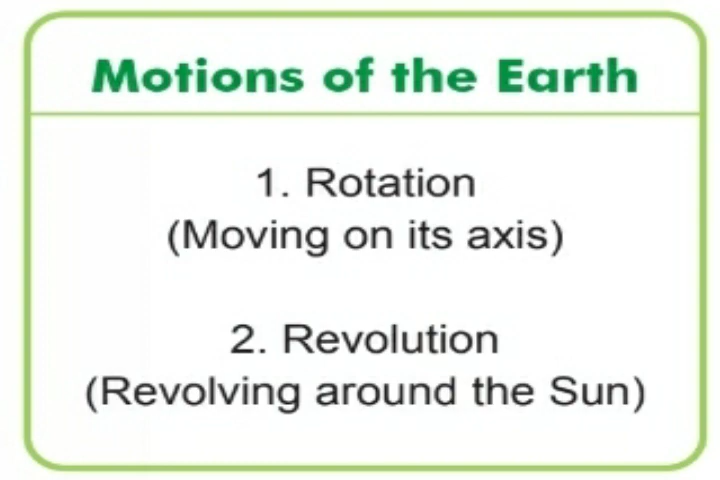 Motions of the Earth
1. Rotation
(Moving on its axis)
2. Revolution
(Revolving around the Sun)